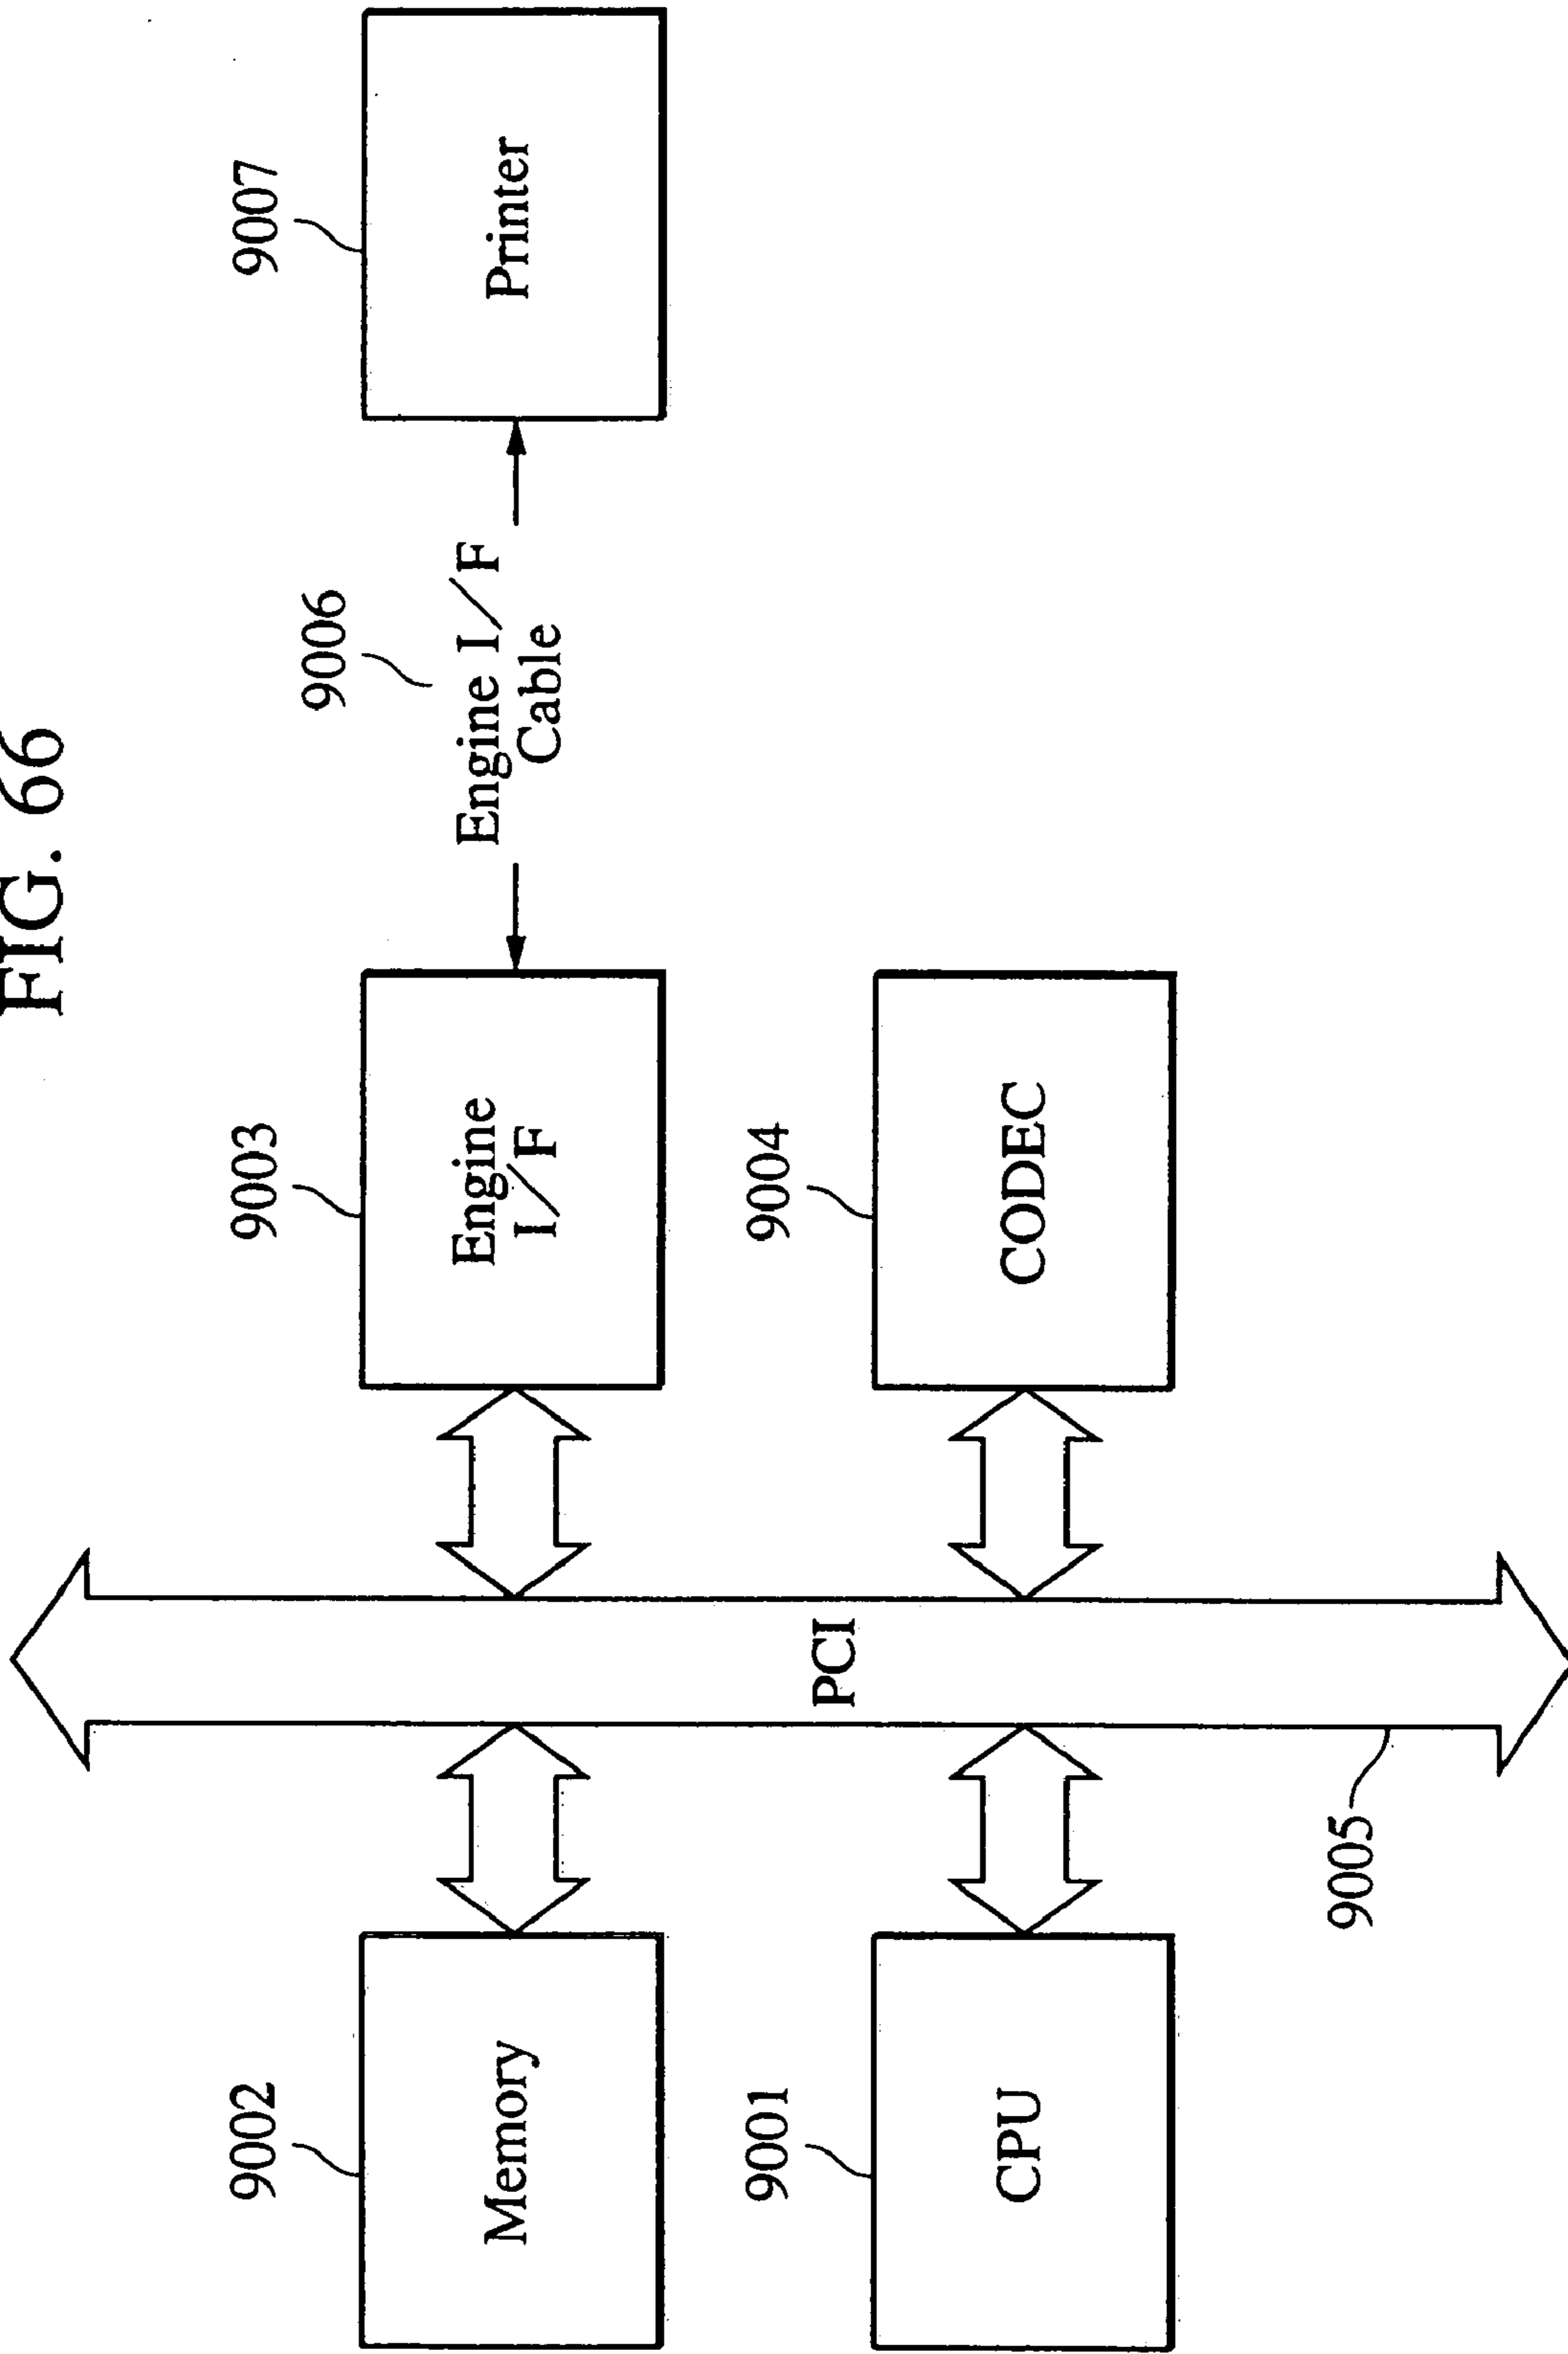 FIG. 66
9002
Memory
9001
CPU
PCI
9005
9003
Engine
I/F
9004
CODEC
9006
Engine I/F
Cable
9007
Printer